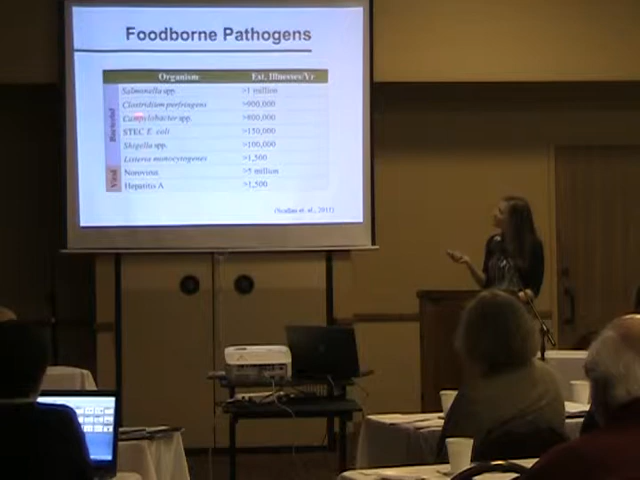 Foodborne Pathogens
Organism Est. Illnesses/Yr
Bacterial
Salmonella spp. >1 million
Clostridium perfringens >900,000
Campylobacter spp. >800,000
STEC E. coli >150,000
Shigella spp. >100,000
Listeria monocytogenes >1,500
Viral
Norovirus >5 million
Hepatitis A >1,500
(Scallan et. al., 2011)